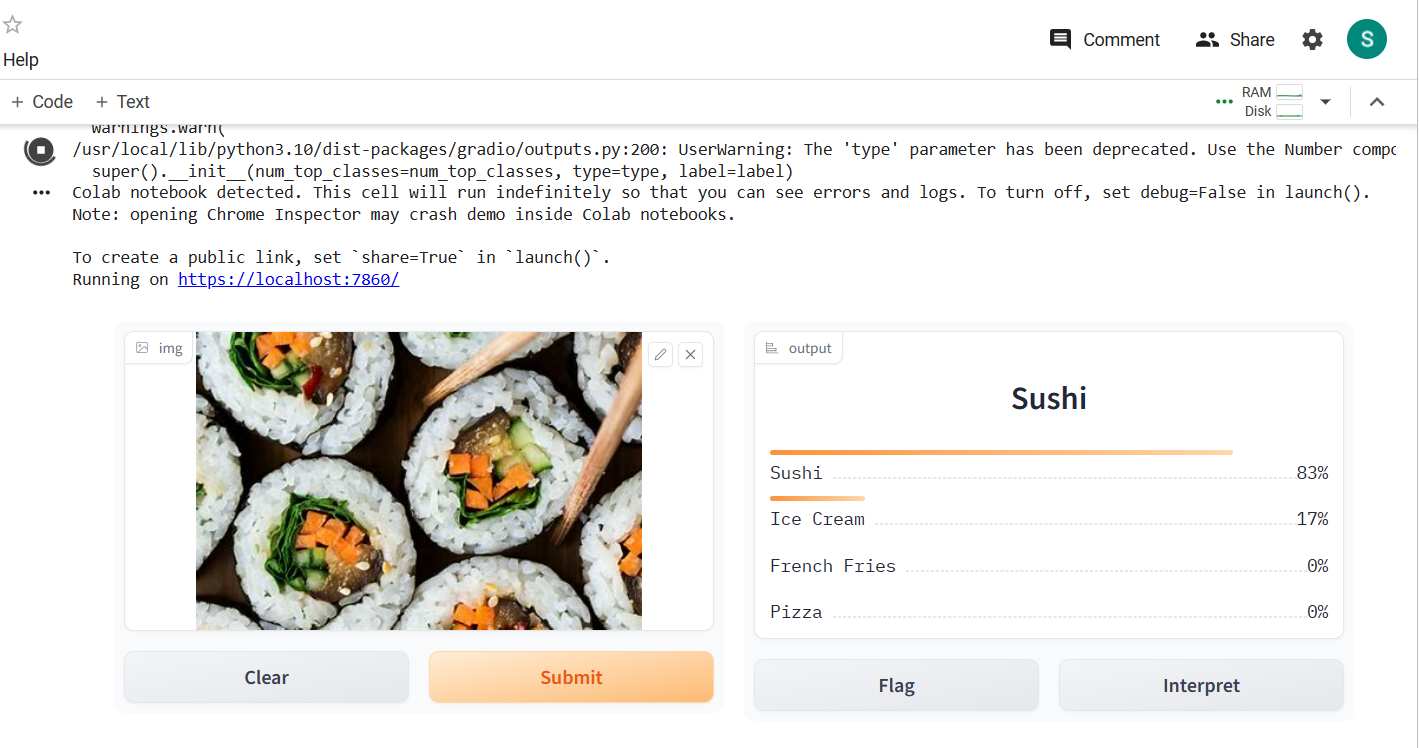 Help
Comment
Share
S
+ Code + Text
RAM
Disk
warnings.warn(
/usr/local/lib/python3.10/dist-packages/gradio/outputs.py:200: UserWarning: The 'type' parameter has been deprecated. Use the Number
super().__init__(num_top_classes=num_top_classes, type=type, label=label)
Colab notebook detected. This cell will run indefinitely so that you can see errors and logs. To turn off, set debug=False in launch().
Note: opening Chrome Inspector may crash demo inside Colab notebooks.
To create a public link, set `share=True` in `launch()`.
Running on https://localhost:7860/
img
output
Sushi
Sushi 83%
Ice Cream 17%
French Fries 0%
Pizza 0%
Clear
Submit
Flag
Interpret